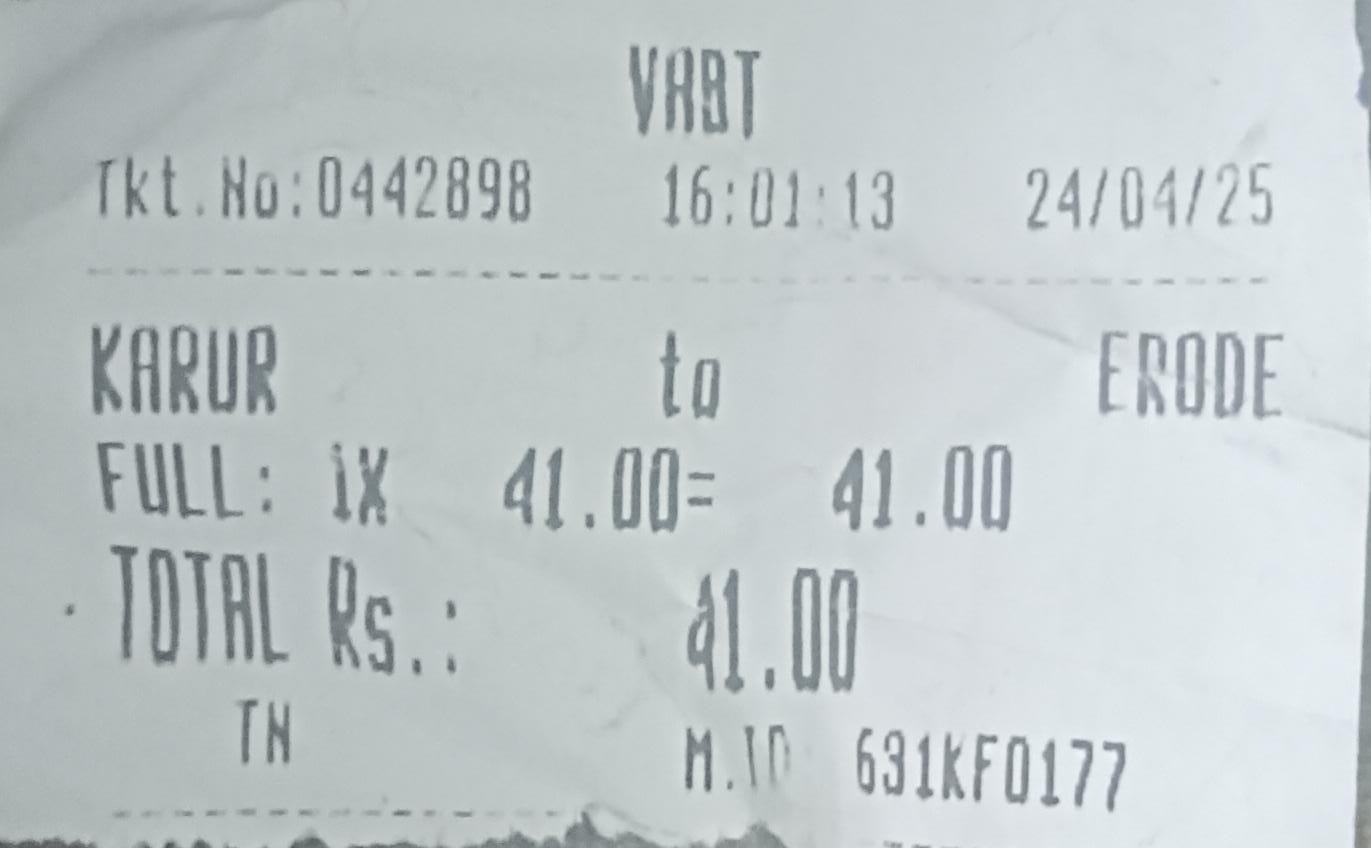 VABT
Tkt.No:0442898 16:01:13 24/04/25
KARUR to ERODE
FULL: 1X 41.00= 41.00
TOTAL Rs.: 41.00
TN M.ID 631KF0177